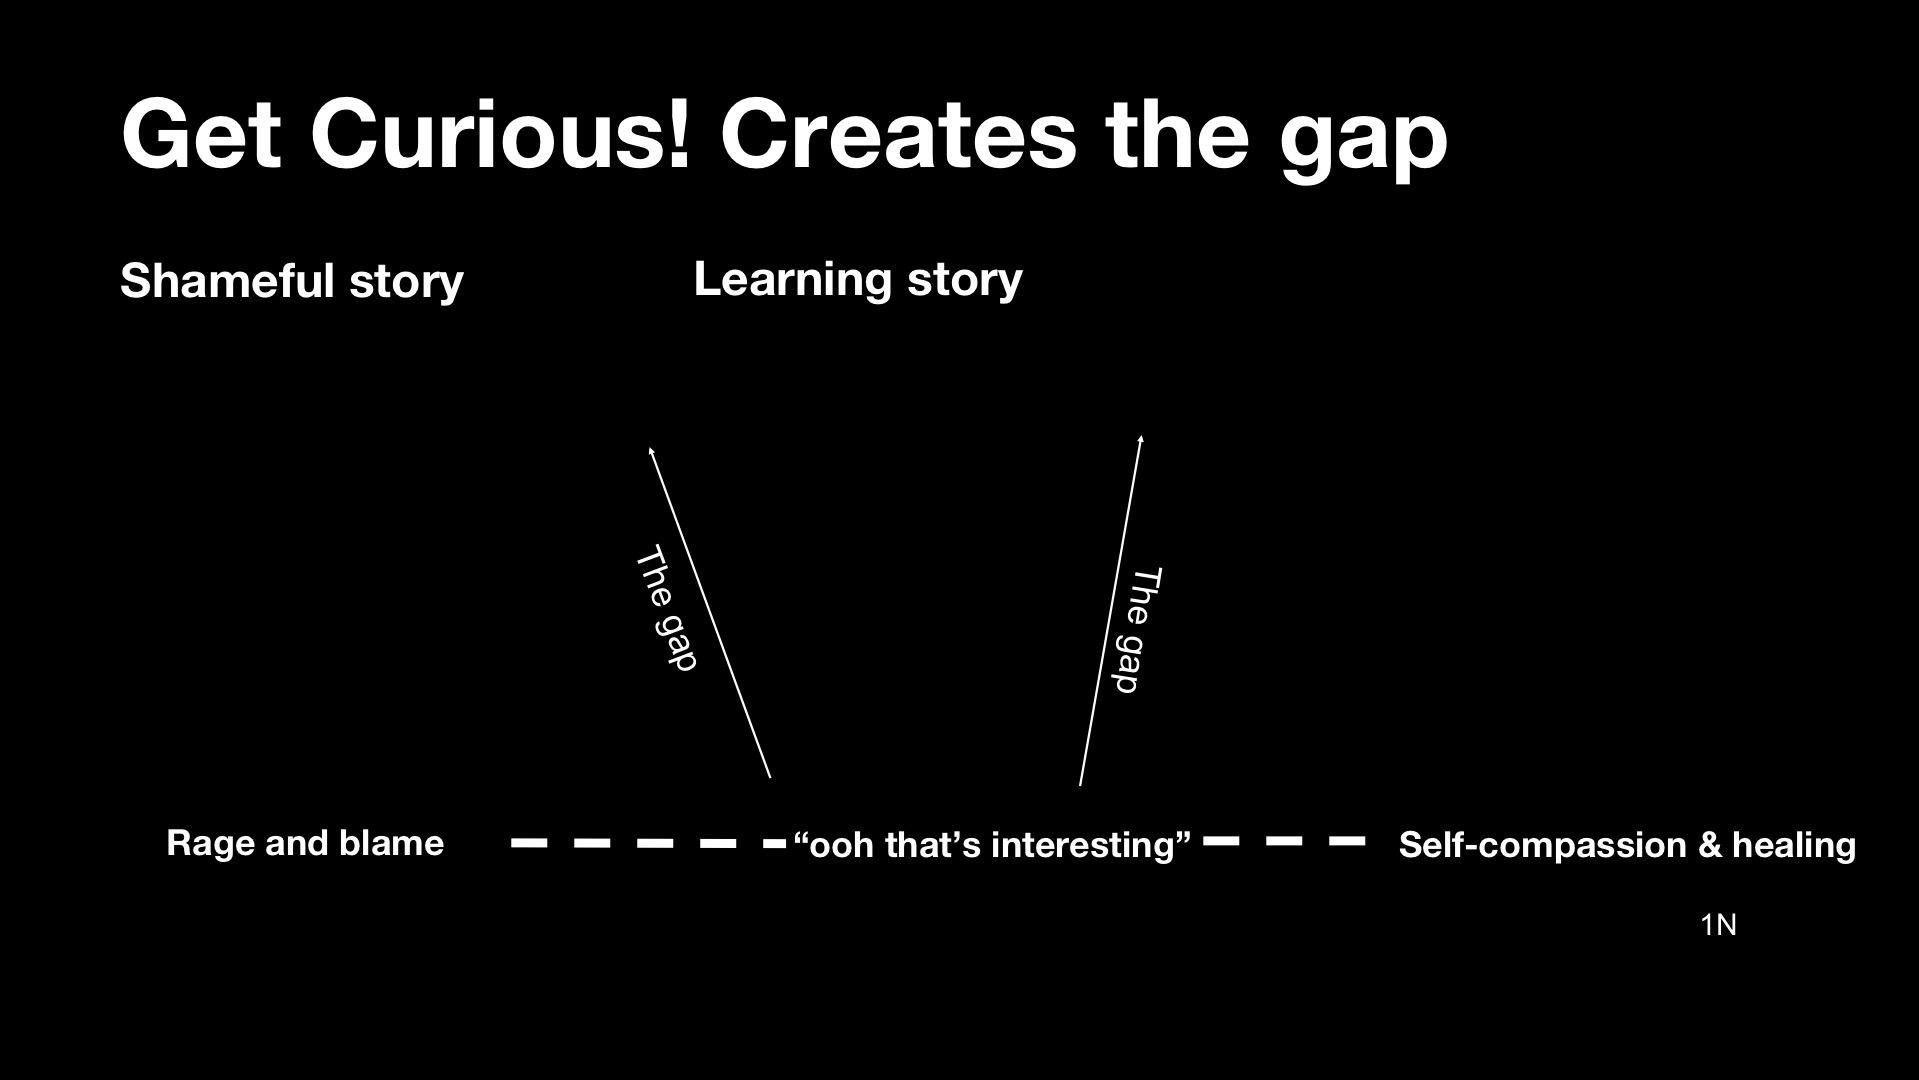 Get Curious! Creates the gap
Shameful story
Learning story
The gap
The gap
Rage and blame
“ooh that’s interesting”
Self-compassion & healing
1N